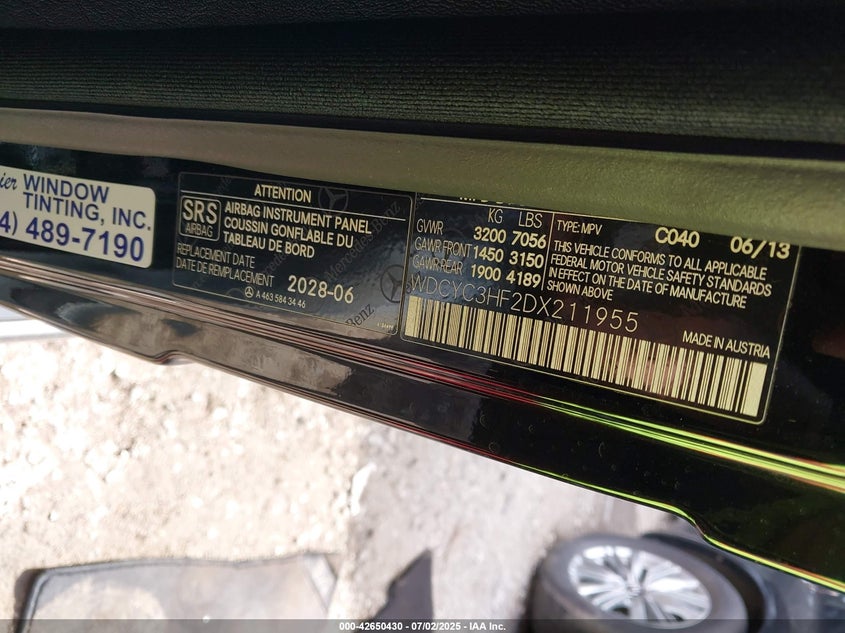 WINDOW
TINTING, INC.
4) 489-7190
ATTENTION
SRS
AIRBAG
AIRBAG INSTRUMENT PANEL
COUSSIN GONFLABLE DU
TABLEAU DE BORD
REPLACEMENT DATE
DATE DE REMPLACEMENT
2028-06
A 463 584 34 46
Mercedes-Benz
KG LBS
GVWR 3200 7056
GAWR FRONT 1450 3150
GAWR REAR 1900 4189
TYPE: MPV C040 06/13
THIS VEHICLE CONFORMS TO ALL APPLICABLE
FEDERAL MOTOR VEHICLE SAFETY STANDARDS
IN EFFECT ON THE DATE OF MANUFACTURE
SHOWN ABOVE
WDCYC3HF2DX211955
MADE IN AUSTRIA
000-42650430 - 07/02/2025 - IAA Inc.